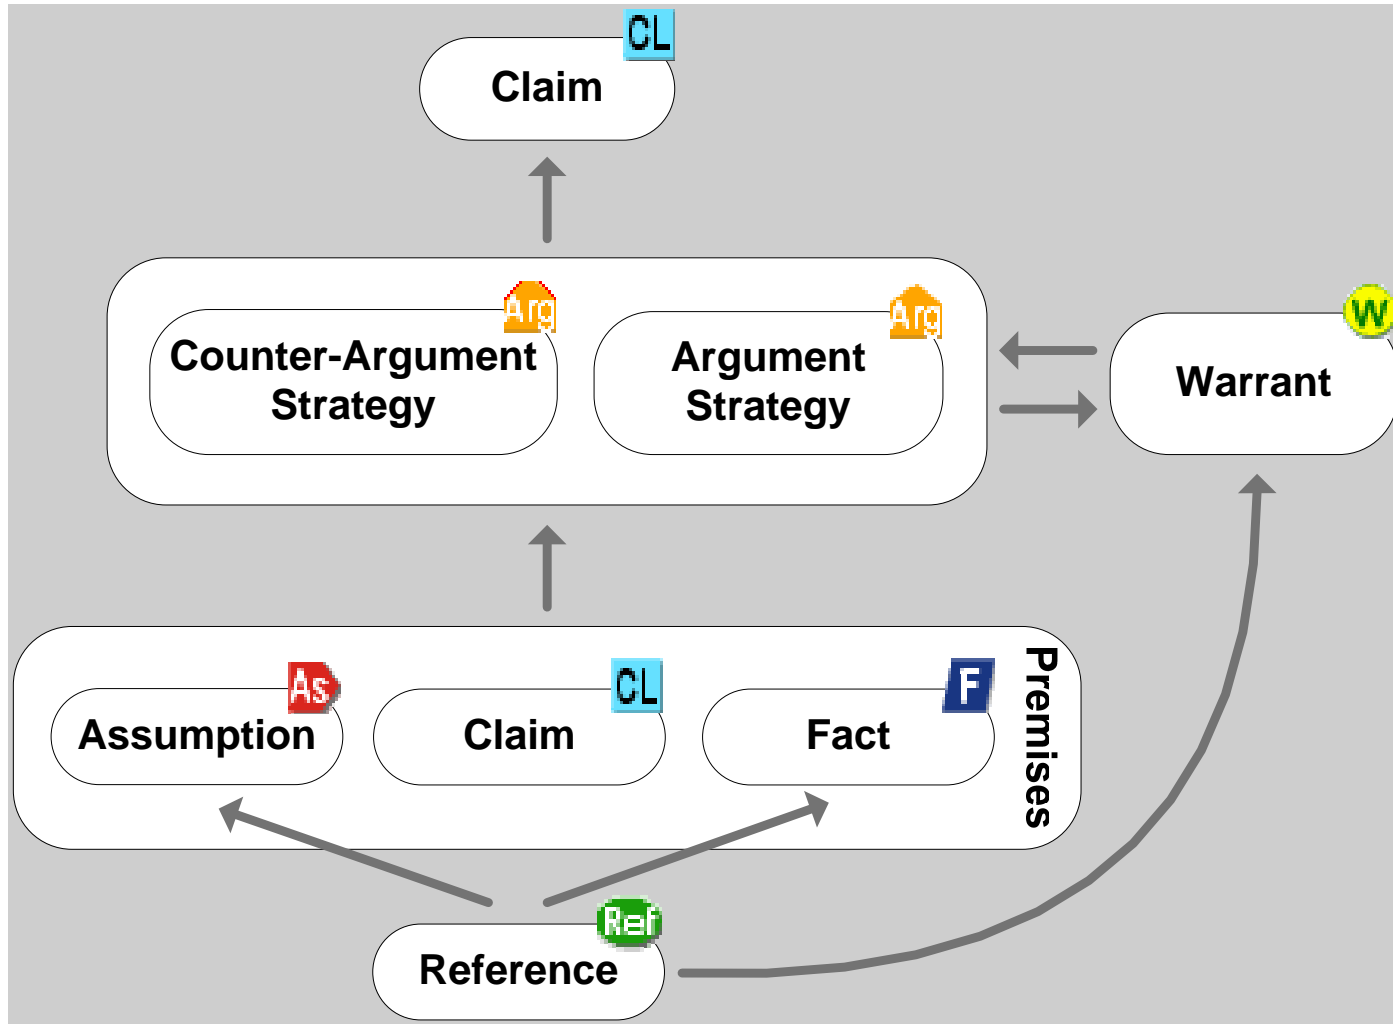 CL
Claim
Arg
Arg
W
Counter-Argument
Strategy
Argument
Strategy
Warrant
As
CL
F
Premises
Assumption
Claim
Fact
Ref
Reference